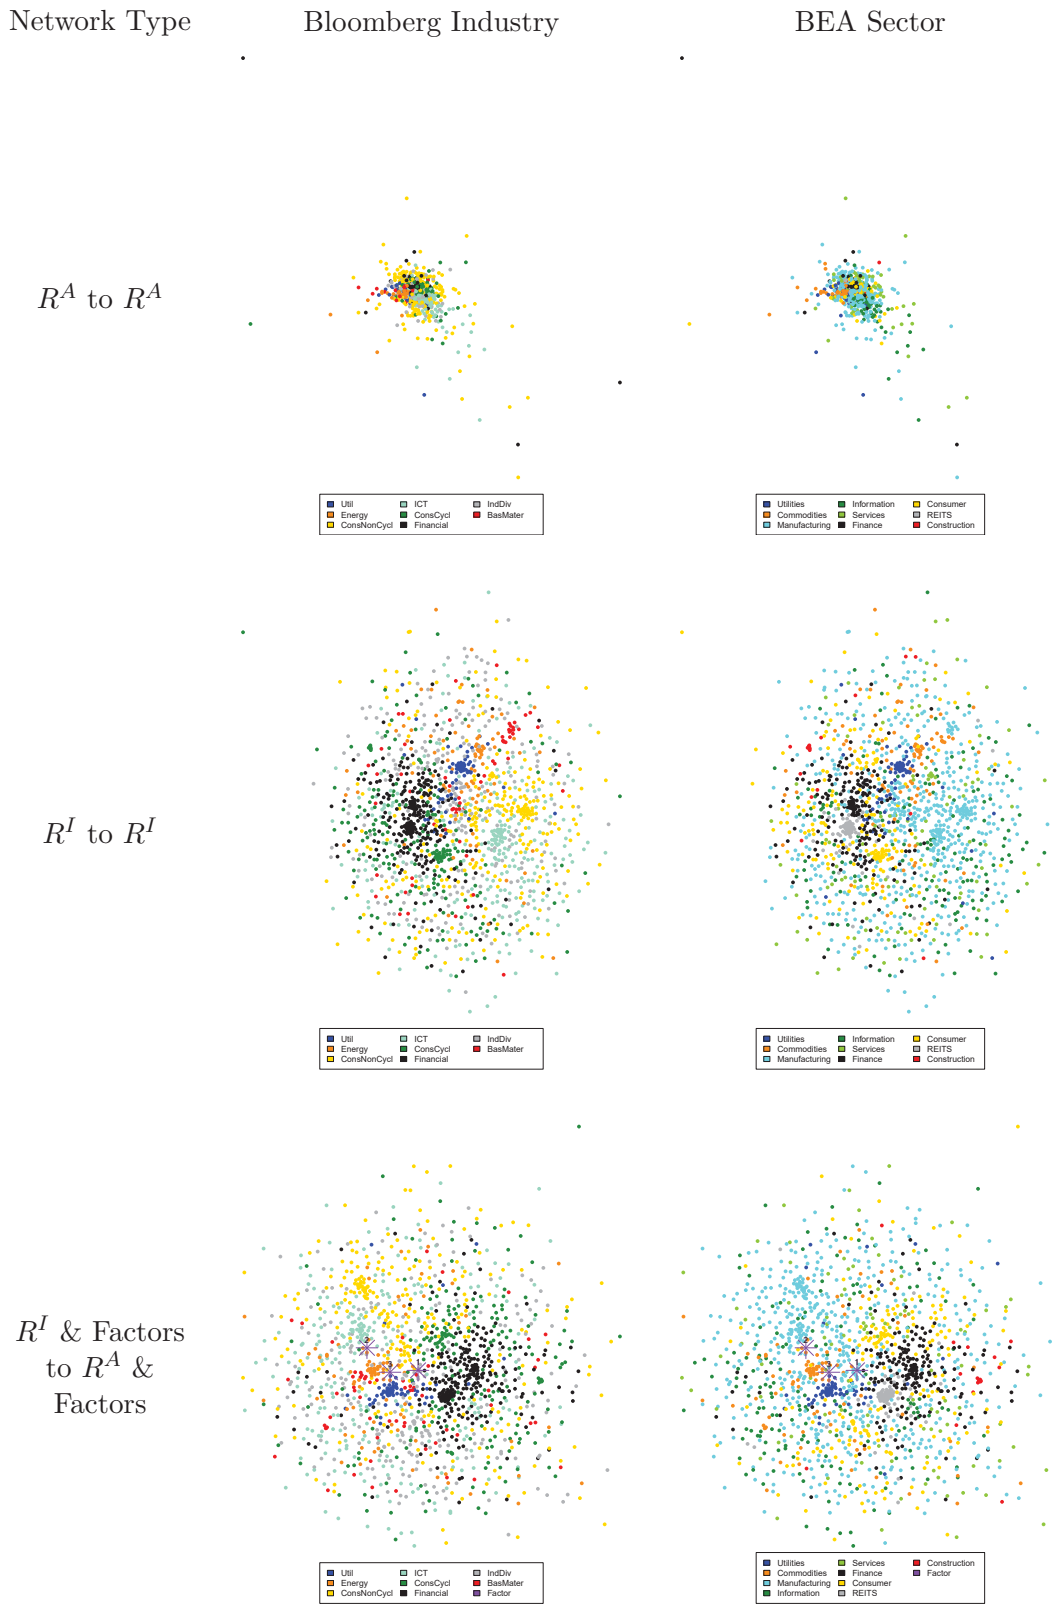 Network Type Bloomberg Industry BEA Sector
R^A to R^A
Util ICT IndDiv
Energy ConsCycl BasMater
ConsNonCycl Financial
Utilities Information Consumer
Commodities Services REITS
Manufacturing Finance Construction
R^I to R^I
Util ICT IndDiv
Energy ConsCycl BasMater
ConsNonCycl Financial
Utilities Information Consumer
Commodities Services REITS
Manufacturing Finance Construction
R^I & Factors
to R^A &
Factors
Util ICT IndDiv
Energy ConsCycl BasMater
ConsNonCycl Financial Factor
Utilities Services Construction
Commodities Finance Factor
Manufacturing Consumer
Information REITS